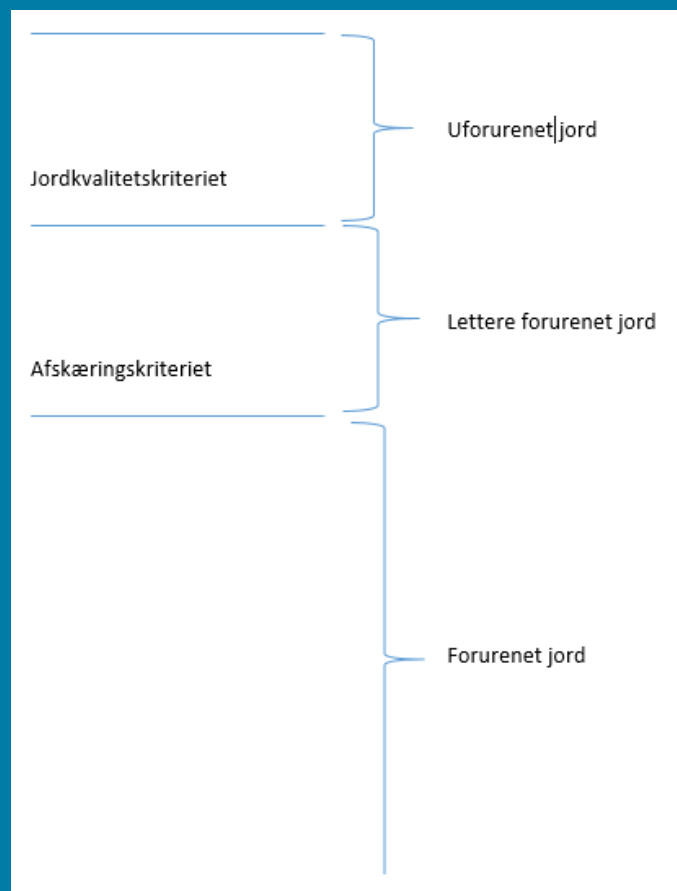 Uforurenet jord
Jordkvalitetskriteriet
Lettere forurenet jord
Afskæringskriteriet
Forurenet jord